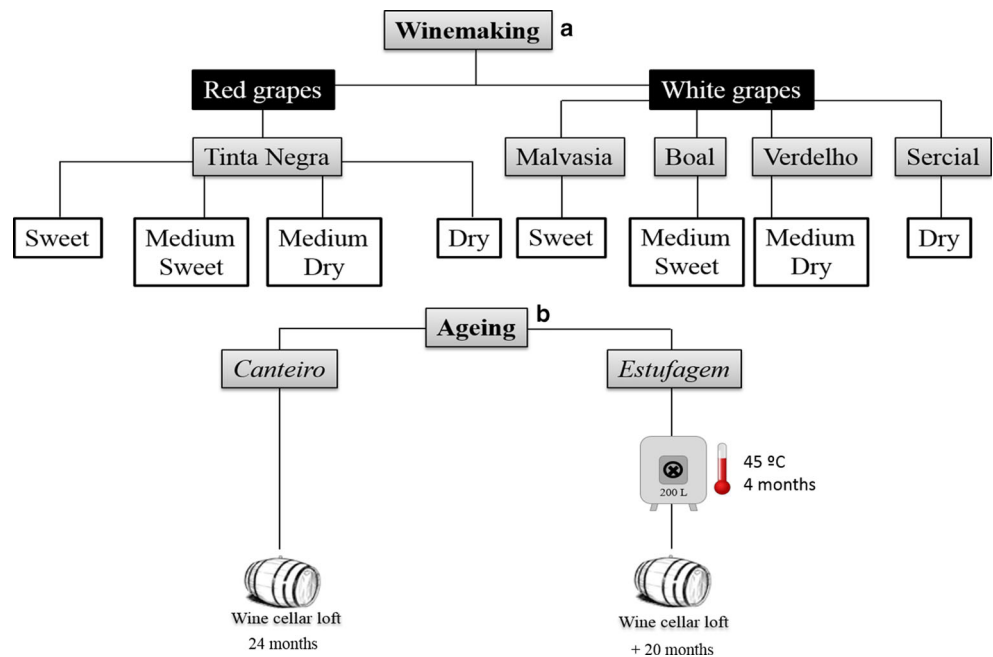 Winemaking a
Red grapes
White grapes
Tinta Negra
Malvasia
Boal
Verdelho
Sercial
Sweet
Medium
Sweet
Medium
Dry
Dry
Sweet
Medium
Sweet
Medium
Dry
Dry
Ageing b
Canteiro
Estufagem
200 L
45 ºC
4 months
Wine cellar loft
24 months
Wine cellar loft
+ 20 months